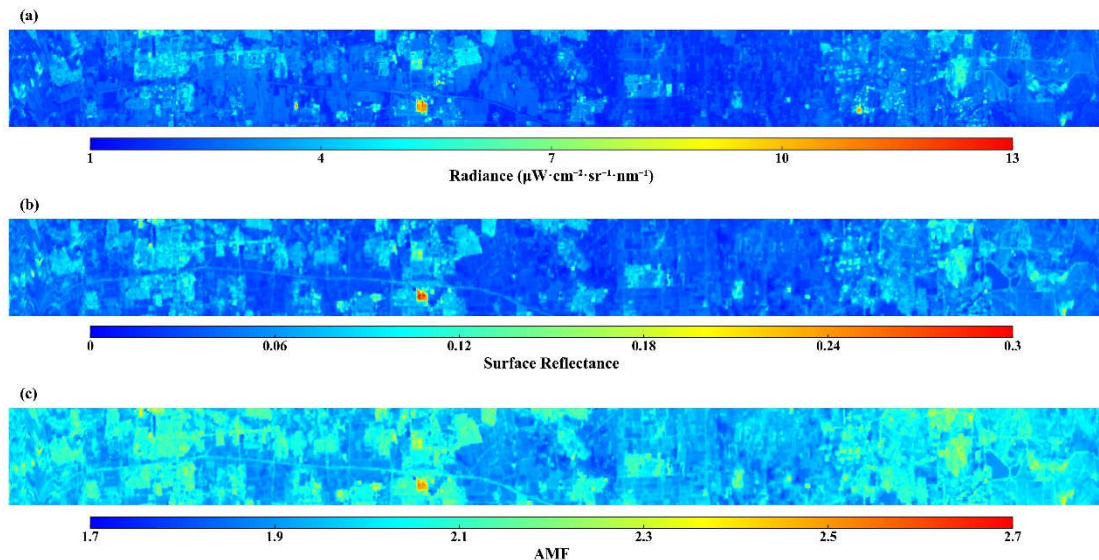 (a)
1 4 7 10 13
Radiance (μW·cm⁻²·sr⁻¹·nm⁻¹)
(b)
0 0.06 0.12 0.18 0.24 0.3
Surface Reflectance
(c)
1.7 1.9 2.1 2.3 2.5 2.7
AMF